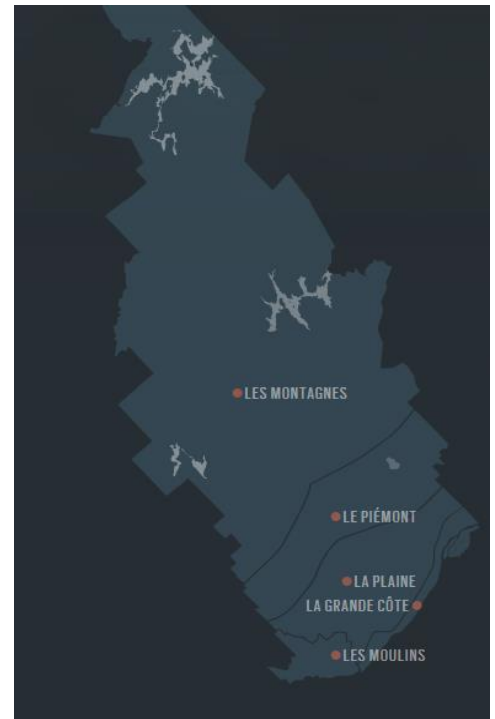 LES MONTAGNES
LE PIÉMONT
LA PLAINE
LA GRANDE CÔTE
LES MOULINS